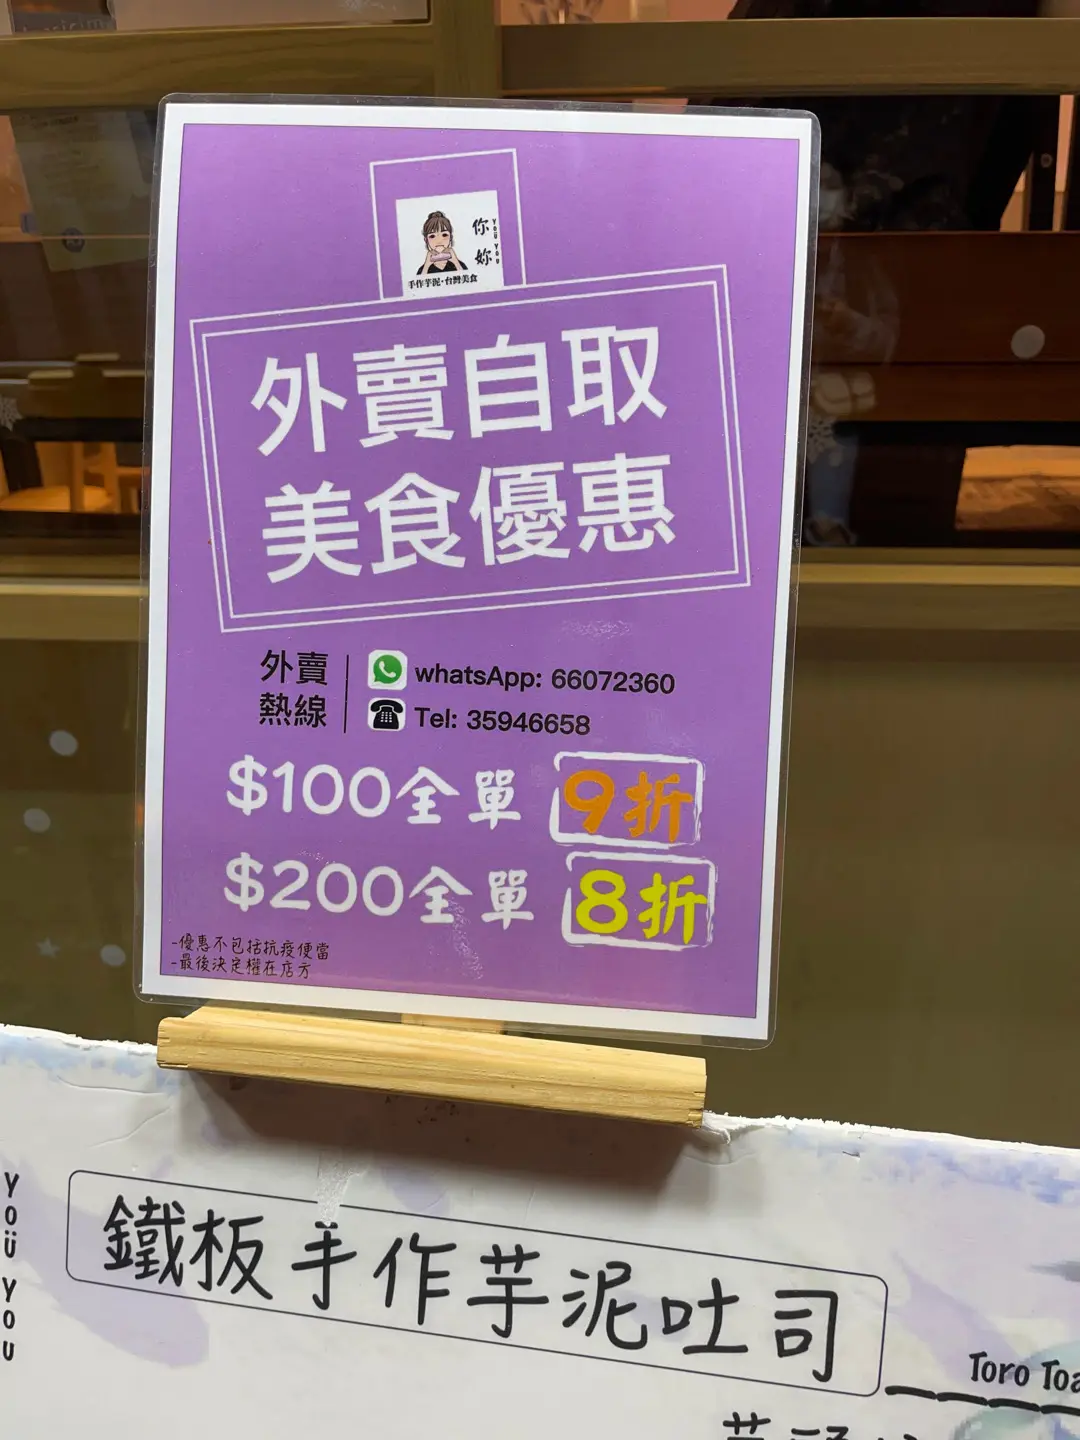 你妳
YOÜ YOU
手作芋泥·台灣美食
外賣自取
美食優惠
外賣
熱線
whatsApp: 66072360
Tel: 35946658
$100全單 9折
$200全單 8折
-優惠不包括抗疫便當
-最後決定權在店方
YOÜ YOU
鐵板手作芋泥吐司
Toro